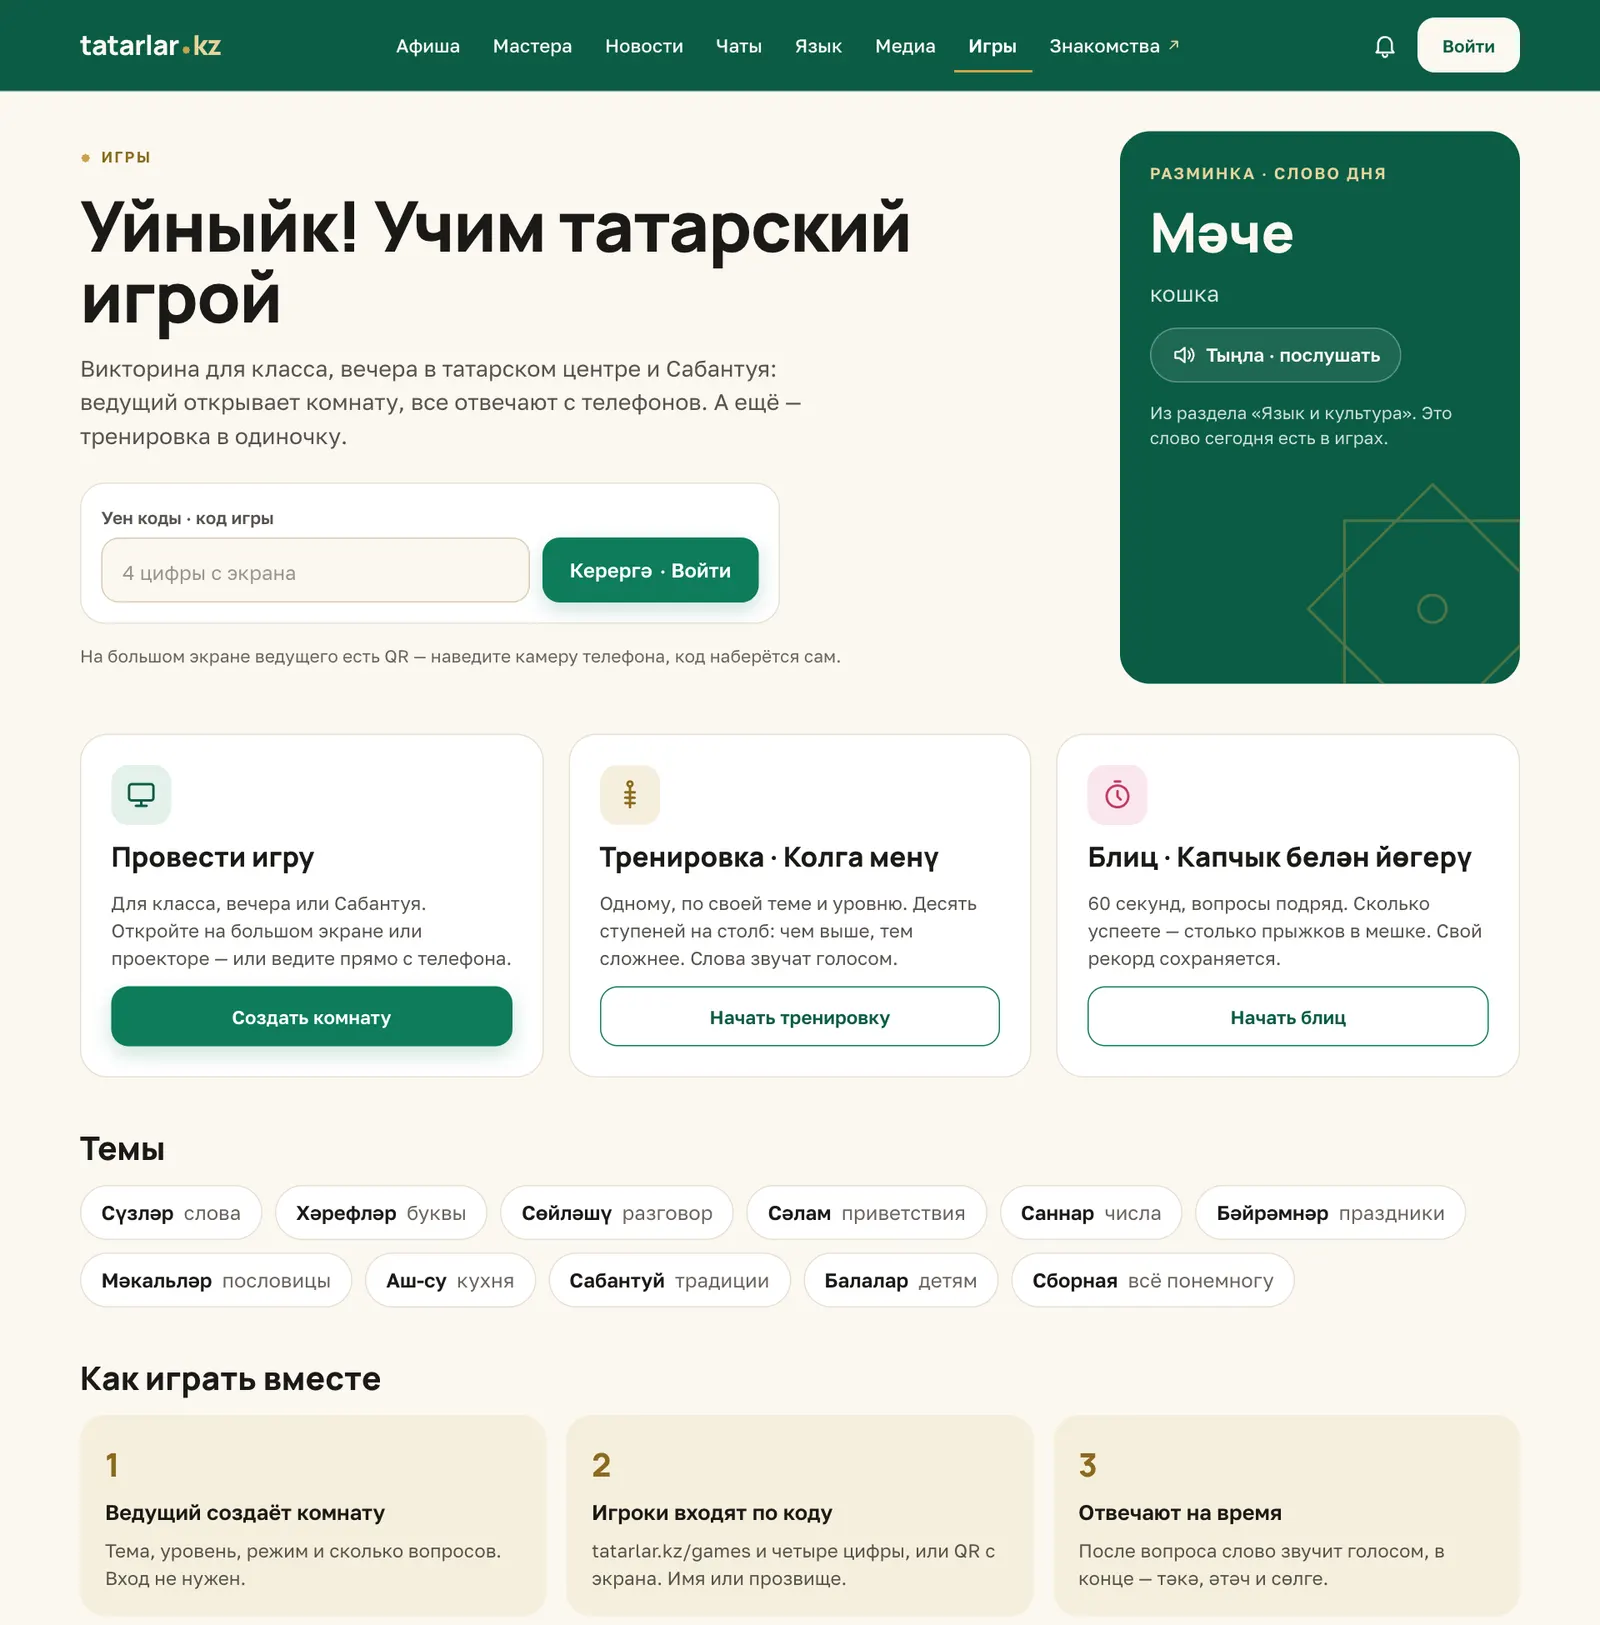 tatarlar.kz
Афиша Мастера Новости Чаты Язык Медиа Игры Знакомства ↗
Войти
ИГРЫ
Уйныйк! Учим татарский
игрой
Викторина для класса, вечера в татарском центре и Сабантуя:
ведущий открывает комнату, все отвечают с телефонов. А ещё —
тренировка в одиночку.
Уен коды · код игры
4 цифры с экрана
Керергә · Войти
На большом экране ведущего есть QR — наведите камеру телефона, код наберётся сам.
РАЗМИНКА · СЛОВО ДНЯ
Мәче
кошка
Тыңла · послушать
Из раздела «Язык и культура». Это
слово сегодня есть в играх.
Провести игру
Для класса, вечера или Сабантуя.
Откройте на большом экране или
проекторе — или ведите прямо с телефона.
Создать комнату
Тренировка · Колга менү
Одному, по своей теме и уровню. Десять
ступеней на столб: чем выше, тем
сложнее. Слова звучат голосом.
Начать тренировку
Блиц · Капчык белән йөгерү
60 секунд, вопросы подряд. Сколько
успеете — столько прыжков в мешке. Свой
рекорд сохраняется.
Начать блиц
Темы
Сүзләр слова
Хәрефләр буквы
Сөйләшү разговор
Сәлам приветствия
Саннар числа
Бәйрәмнәр праздники
Мәкальләр пословицы
Аш-су кухня
Сабантуй традиции
Балалар детям
Сборная всё понемногу
Как играть вместе
1
Ведущий создаёт комнату
Тема, уровень, режим и сколько вопросов.
Вход не нужен.
2
Игроки входят по коду
tatarlar.kz/games и четыре цифры, или QR с
экрана. Имя или прозвище.
3
Отвечают на время
После вопроса слово звучит голосом, в
конце — тәкә, әтәч и сөлге.